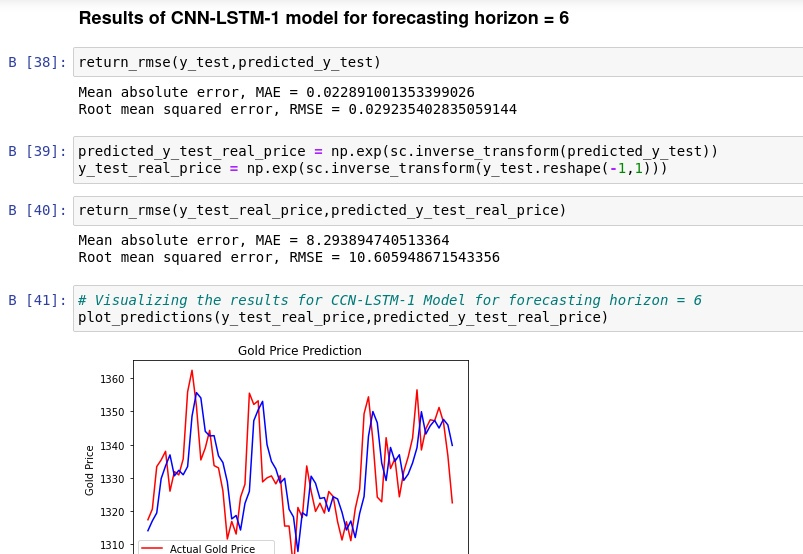 Results of CNN-LSTM-1 model for forecasting horizon = 6
В [38]: return_rmse(y_test,predicted_y_test)
Mean absolute error, MAE = 0.022891001353399026
Root mean squared error, RMSE = 0.029235402835059144
В [39]: predicted_y_test_real_price = np.exp(sc.inverse_transform(predicted_y_test))
y_test_real_price = np.exp(sc.inverse_transform(y_test.reshape(-1,1)))
В [40]: return_rmse(y_test_real_price,predicted_y_test_real_price)
Mean absolute error, MAE = 8.293894740513364
Root mean squared error, RMSE = 10.605948671543356
В [41]: # Visualizing the results for CCN-LSTM-1 Model for forecasting horizon = 6
plot_predictions(y_test_real_price,predicted_y_test_real_price)
Gold Price Prediction
1360
1350
1340
1330
1320
1310
Gold Price
Actual Gold Price